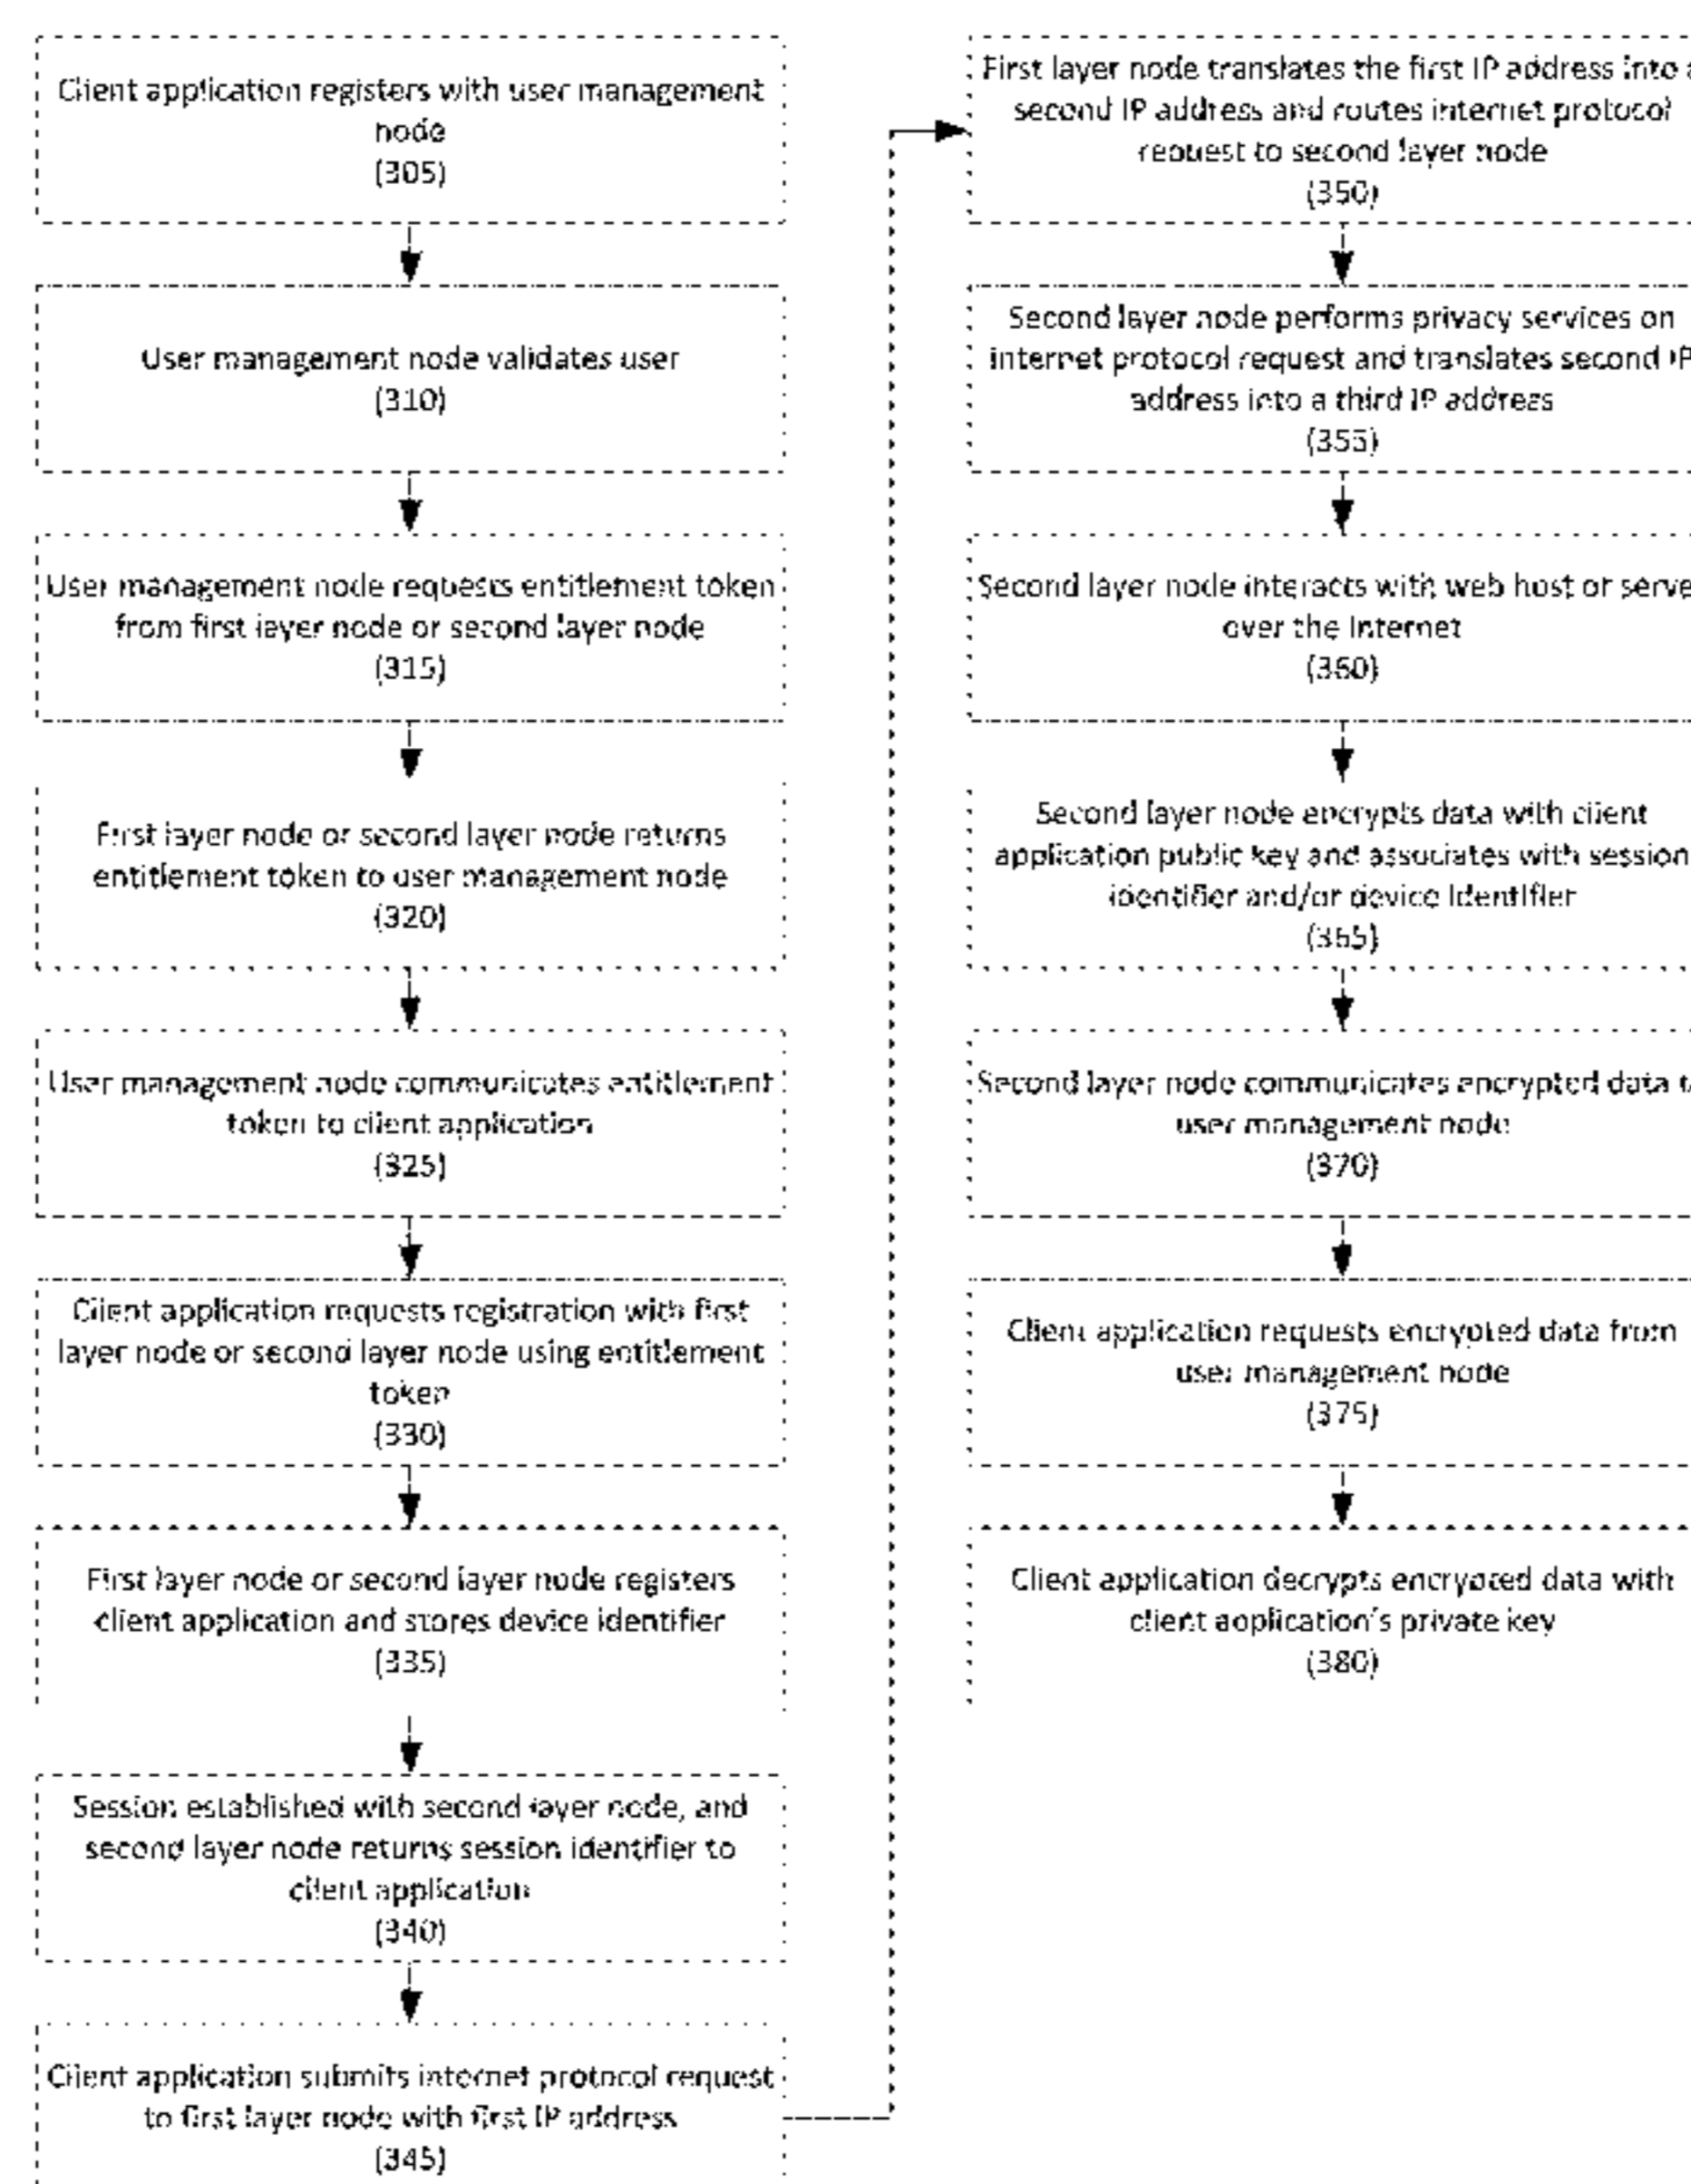 Client application registers with user management
node
(305)
User management node validates user
(310)
User management node requests entitlement token
from first layer node or second layer node
(315)
First layer node or second layer node returns
entitlement token to user management node
(320)
User management node communicates entitlement
token to client application
(325)
Client application requests registration with first
layer node or second layer node using entitlement
token
(330)
First layer node or second layer node registers
client application and stores device identifier
(335)
Session established with second layer node, and
second layer node returns session identifier to
client application
(340)
Client application submits internet protocol request
to first layer node with first IP address
(345)
First layer node translates the first IP address into a
second IP address and routes internet protocol
request to second layer node
(350)
Second layer node performs privacy services on
internet protocol request and translates second IP
address into a third IP address
(355)
Second layer node interacts with web host or serve
over the Internet
(360)
Second layer node encrypts data with client
application public key and associates with session
identifier and/or device identifier
(365)
Second layer node communicates encrypted data t
user management node
(370)
Client application requests encrypted data from
user management node
(375)
Client application decrypts encrypted data with
client application's private key
(380)